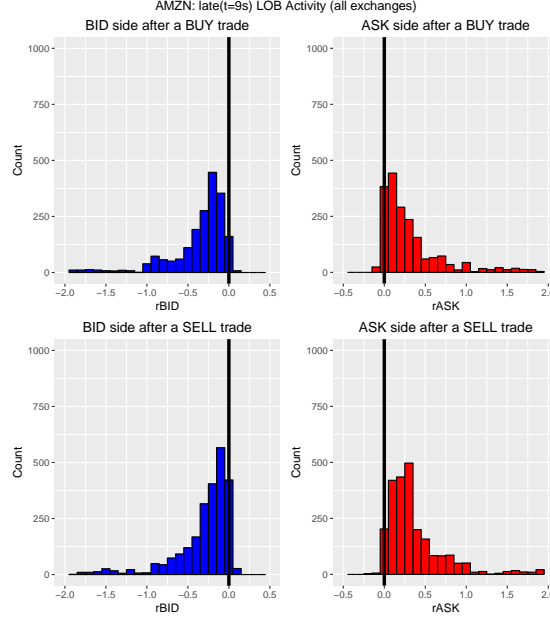 AMZN: late(t=9s) LOB Activity (all exchanges)
BID side after a BUY trade
1000
750
500
250
0
Count
−2.0 −1.5 −1.0 −0.5 0.0 0.5
rBID
ASK side after a BUY trade
1000
750
500
250
0
Count
−0.5 0.0 0.5 1.0 1.5 2.0
rASK
BID side after a SELL trade
1000
750
500
250
0
Count
−2.0 −1.5 −1.0 −0.5 0.0 0.5
rBID
ASK side after a SELL trade
1000
750
500
250
0
Count
−0.5 0.0 0.5 1.0 1.5 2.0
rASK